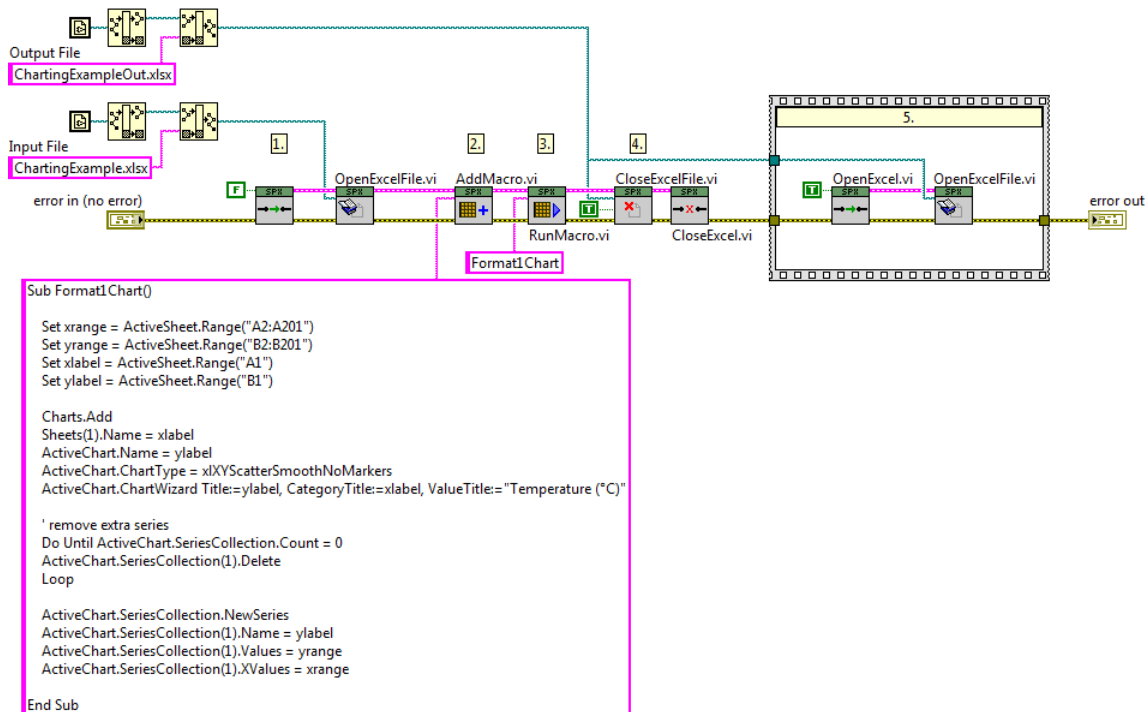 Output File
ChartingExampleOut.xlsx
Input File
ChartingExample.xlsx
error in (no error)
1.
2.
3.
4.
5.
F
SPX
OpenExcelFile.vi
SPX
AddMacro.vi
SPX
SPX
RunMacro.vi
Format1Chart
CloseExcelFile.vi
T
SPX
SPX
CloseExcel.vi
T
OpenExcel.vi
SPX
OpenExcelFile.vi
SPX
error out
Sub Format1Chart()
Set xrange = ActiveSheet.Range("A2:A201")
Set yrange = ActiveSheet.Range("B2:B201")
Set xlabel = ActiveSheet.Range("A1")
Set ylabel = ActiveSheet.Range("B1")
Charts.Add
Sheets(1).Name = xlabel
ActiveChart.Name = ylabel
ActiveChart.ChartType = xlXYScatterSmoothNoMarkers
ActiveChart.ChartWizard Title:=ylabel, CategoryTitle:=xlabel, ValueTitle:="Temperature (°C)"
' remove extra series
Do Until ActiveChart.SeriesCollection.Count = 0
ActiveChart.SeriesCollection(1).Delete
Loop
ActiveChart.SeriesCollection.NewSeries
ActiveChart.SeriesCollection(1).Name = ylabel
ActiveChart.SeriesCollection(1).Values = yrange
ActiveChart.SeriesCollection(1).XValues = xrange
End Sub